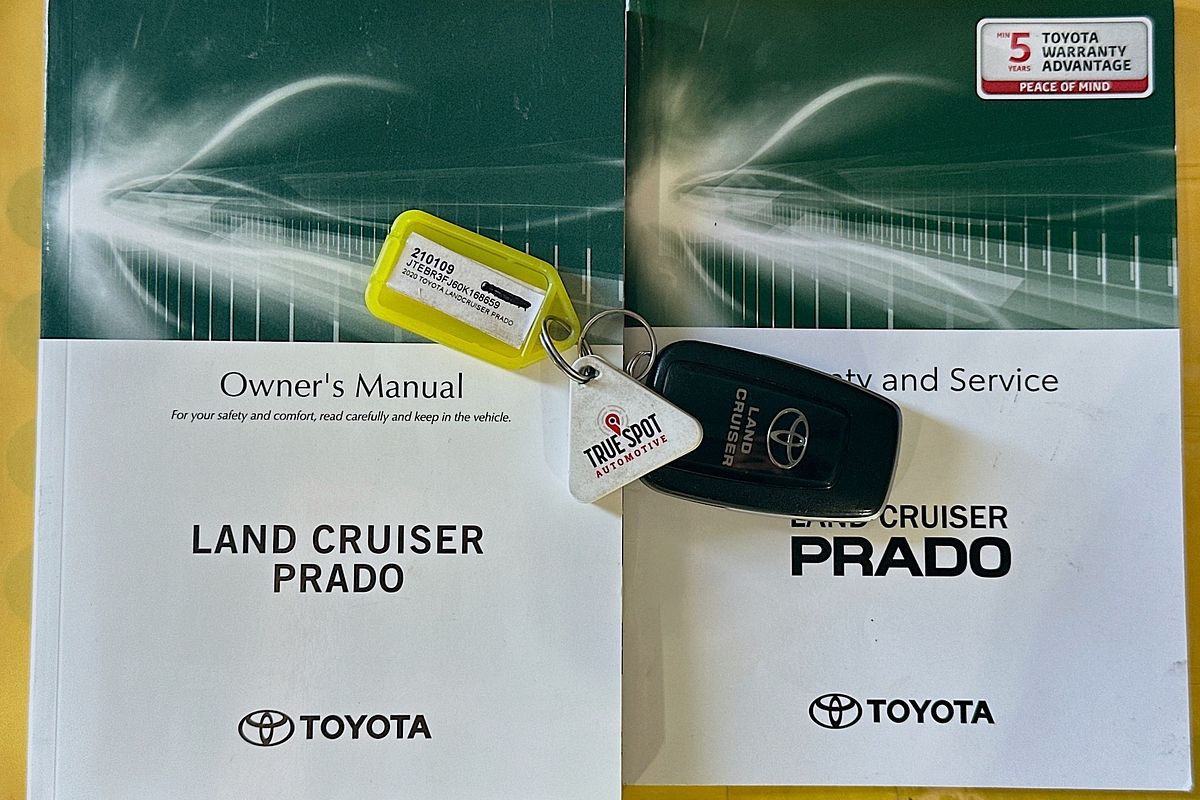 MIN 5 YEARS
TOYOTA
WARRANTY
ADVANTAGE
PEACE OF MIND
210109
JTEBR3FJ60K168659
2020 TOYOTA LANDCRUISER PRADO
Owner's Manual
For your safety and comfort, read carefully and keep in the vehicle.
and Service
TRUE SPOT
AUTOMOTIVE
LAND
CRUISER
LAND CRUISER
PRADO
LAND CRUISER
PRADO
TOYOTA
TOYOTA